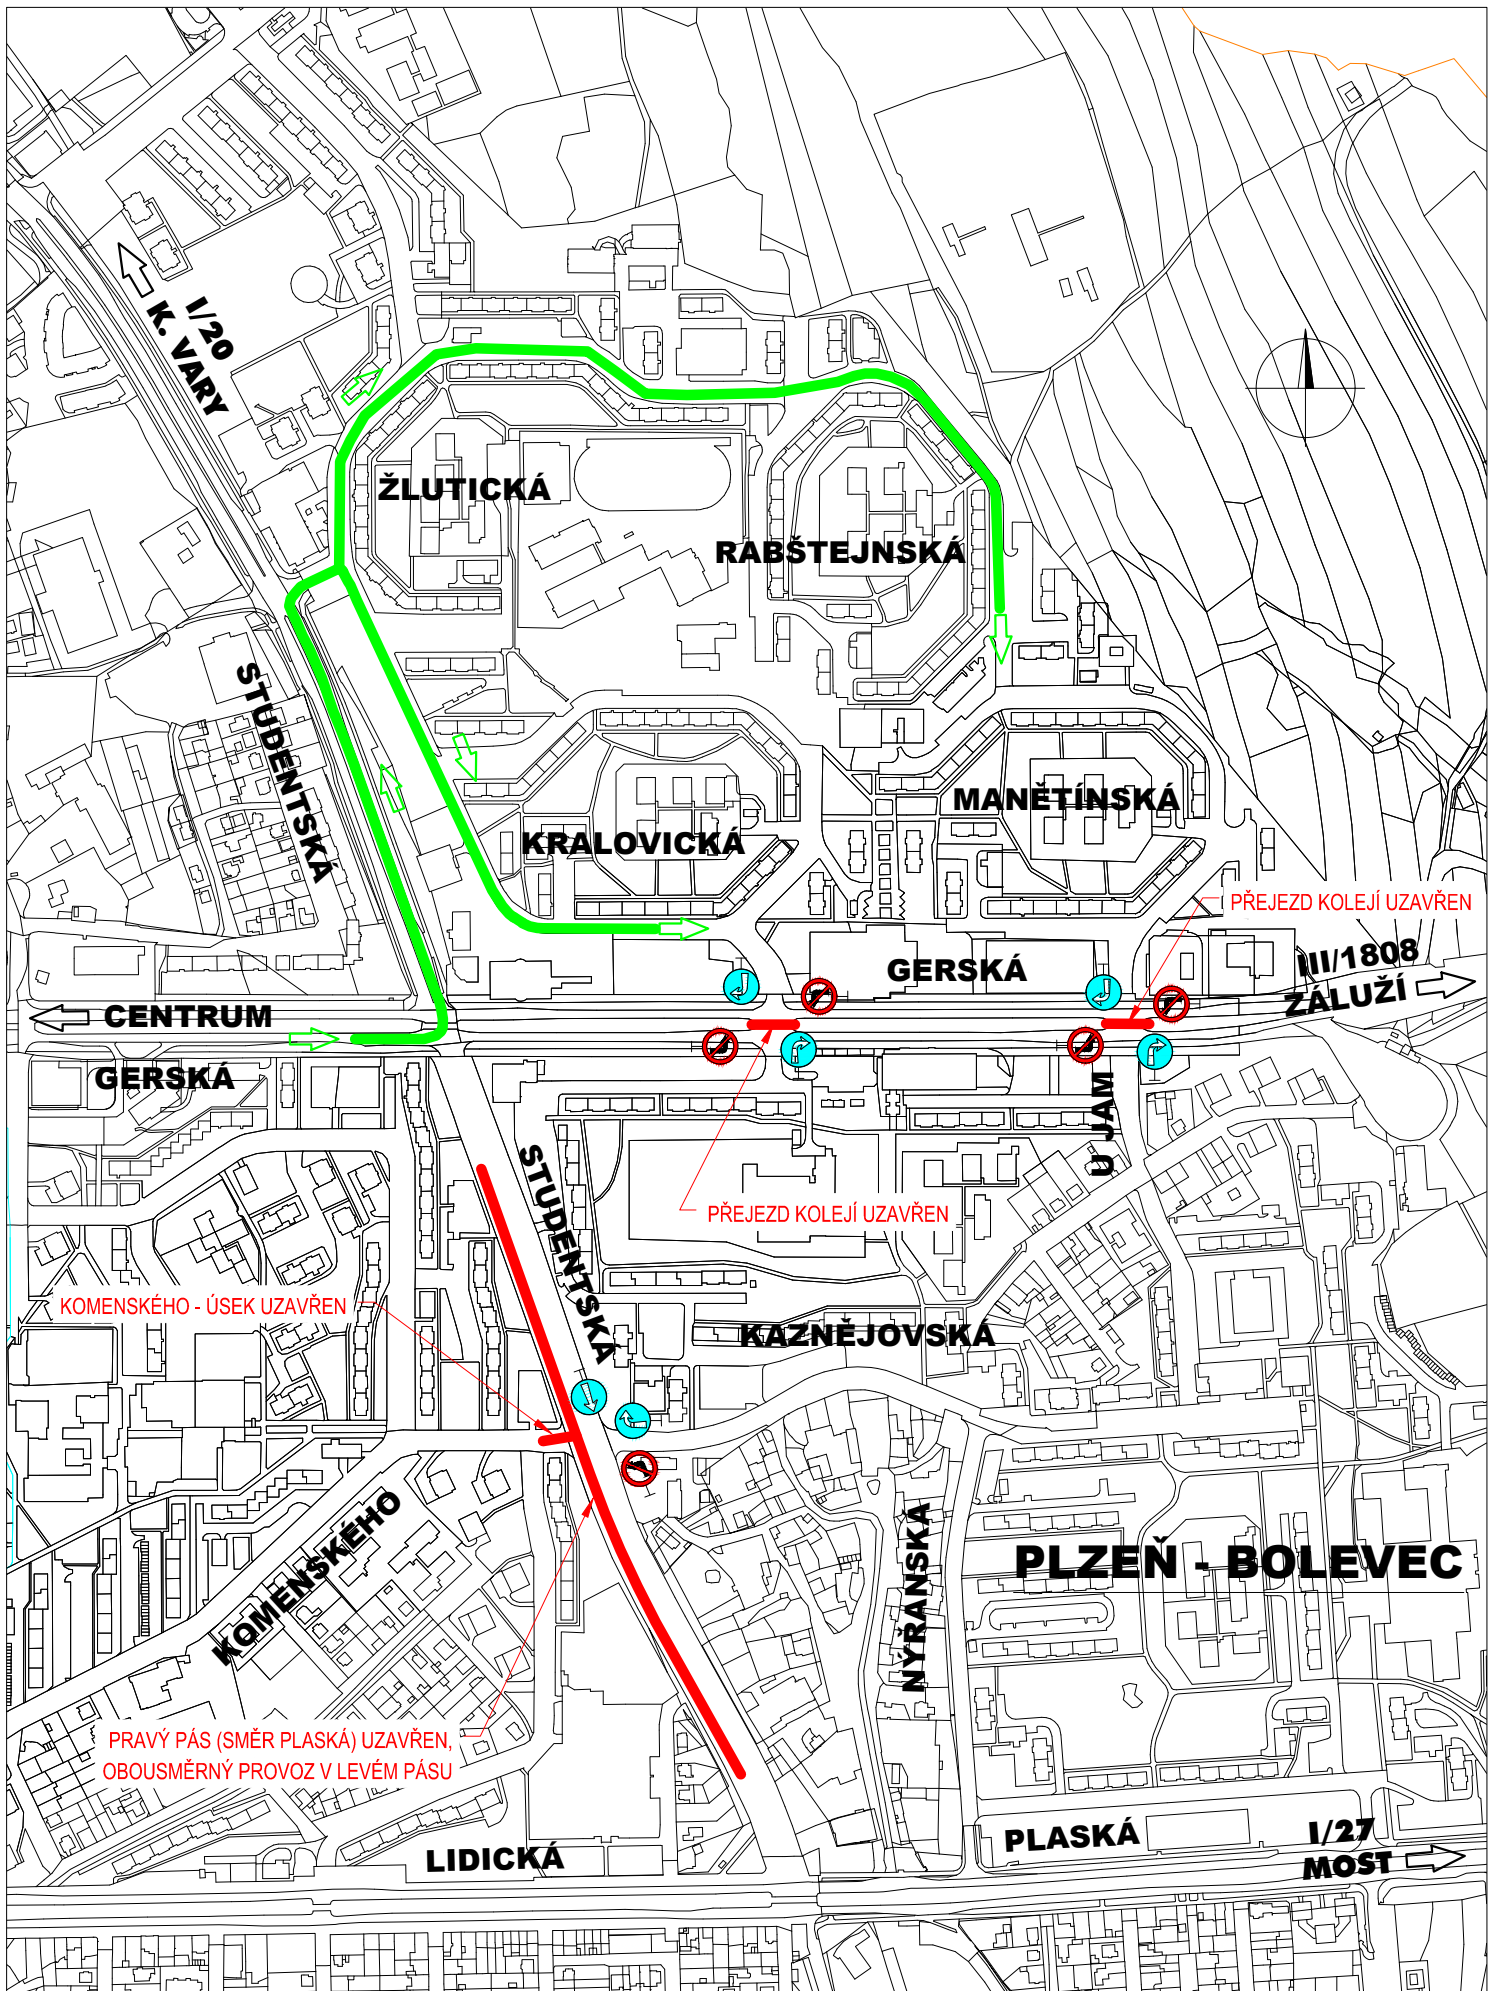 I/20
K. VARY
ŽLUTICKÁ
RABŠTEJNSKÁ
STUDENTSKÁ
MANĚTÍNSKÁ
KRALOVICKÁ
PŘEJEZD KOLEJÍ UZAVŘEN
GERSKÁ
III/1808
ZÁLUŽÍ
CENTRUM
GERSKÁ
U JAM
STUDENTSKÁ
PŘEJEZD KOLEJÍ UZAVŘEN
KOMENSKÉHO - ÚSEK UZAVŘEN
KAZNĚJOVSKÁ
KOMENSKÉHO
NÝŘANSKÁ
PLZEŇ - BOLEVEC
PRAVÝ PÁS (SMĚR PLASKÁ) UZAVŘEN,
OBOUSMĚRNÝ PROVOZ V LEVÉM PÁSU
PLASKÁ
I/27
MOST
LIDICKÁ